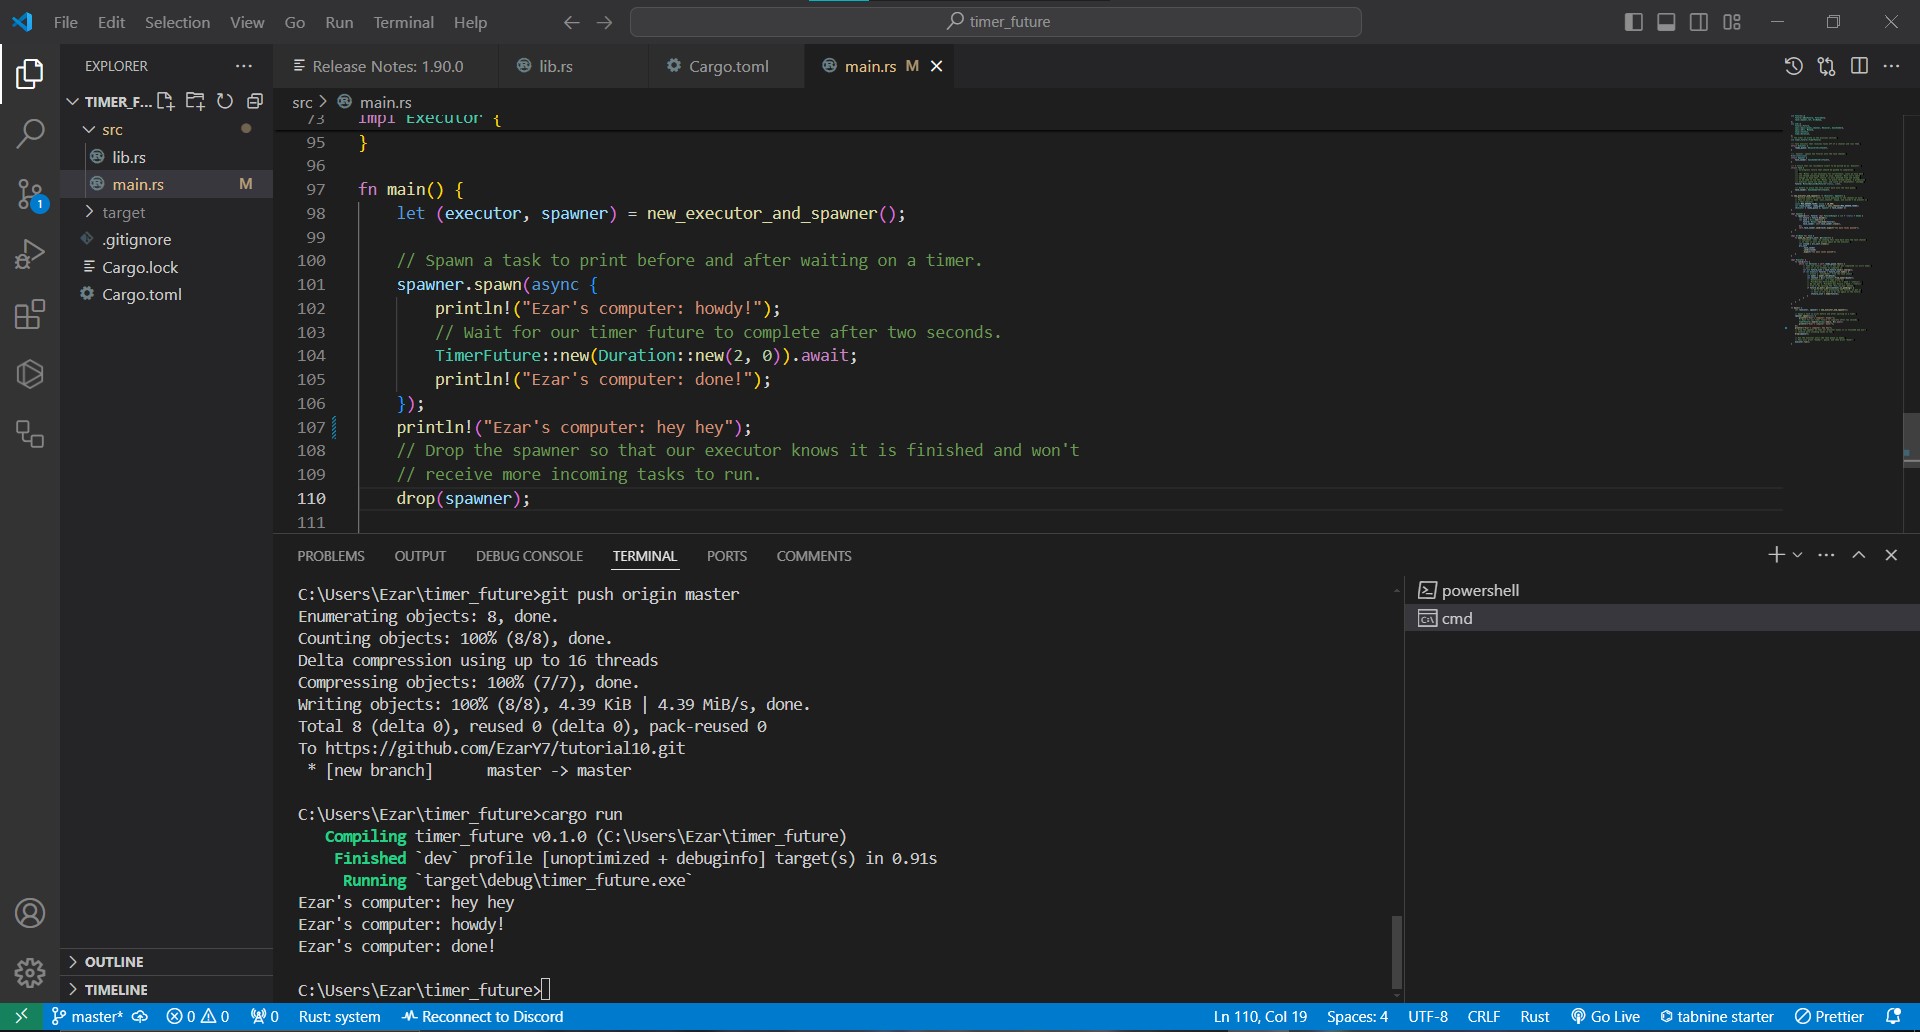 File Edit Selection View Go Run Terminal Help
timer_future
EXPLORER
Release Notes: 1.90.0
lib.rs
Cargo.toml
main.rs M
TIMER_F...
src
lib.rs
main.rs M
target
.gitignore
Cargo.lock
Cargo.toml
OUTLINE
TIMELINE
1
src > main.rs
73 impl Executor {
95 }
96
97 fn main() {
98 let (executor, spawner) = new_executor_and_spawner();
99
100 // Spawn a task to print before and after waiting on a timer.
101 spawner.spawn(async {
102 println!("Ezar's computer: howdy!");
103 // Wait for our timer future to complete after two seconds.
104 TimerFuture::new(Duration::new(2, 0)).await;
105 println!("Ezar's computer: done!");
106 });
107 println!("Ezar's computer: hey hey");
108 // Drop the spawner so that our executor knows it is finished and won't
109 // receive more incoming tasks to run.
110 drop(spawner);
111
PROBLEMS OUTPUT DEBUG CONSOLE TERMINAL PORTS COMMENTS
C:\Users\Ezar\timer_future>git push origin master
Enumerating objects: 8, done.
Counting objects: 100% (8/8), done.
Delta compression using up to 16 threads
Compressing objects: 100% (7/7), done.
Writing objects: 100% (8/8), 4.39 KiB | 4.39 MiB/s, done.
Total 8 (delta 0), reused 0 (delta 0), pack-reused 0
To https://github.com/EzarY7/tutorial10.git
* [new branch] master -> master
C:\Users\Ezar\timer_future>cargo run
Compiling timer_future v0.1.0 (C:\Users\Ezar\timer_future)
Finished `dev` profile [unoptimized + debuginfo] target(s) in 0.91s
Running `target\debug\timer_future.exe`
Ezar's computer: hey hey
Ezar's computer: howdy!
Ezar's computer: done!
C:\Users\Ezar\timer_future>
powershell
cmd
master* 0 0 0 Rust: system Reconnect to Discord Ln 110, Col 19 Spaces: 4 UTF-8 CRLF Rust Go Live tabnine starter Prettier